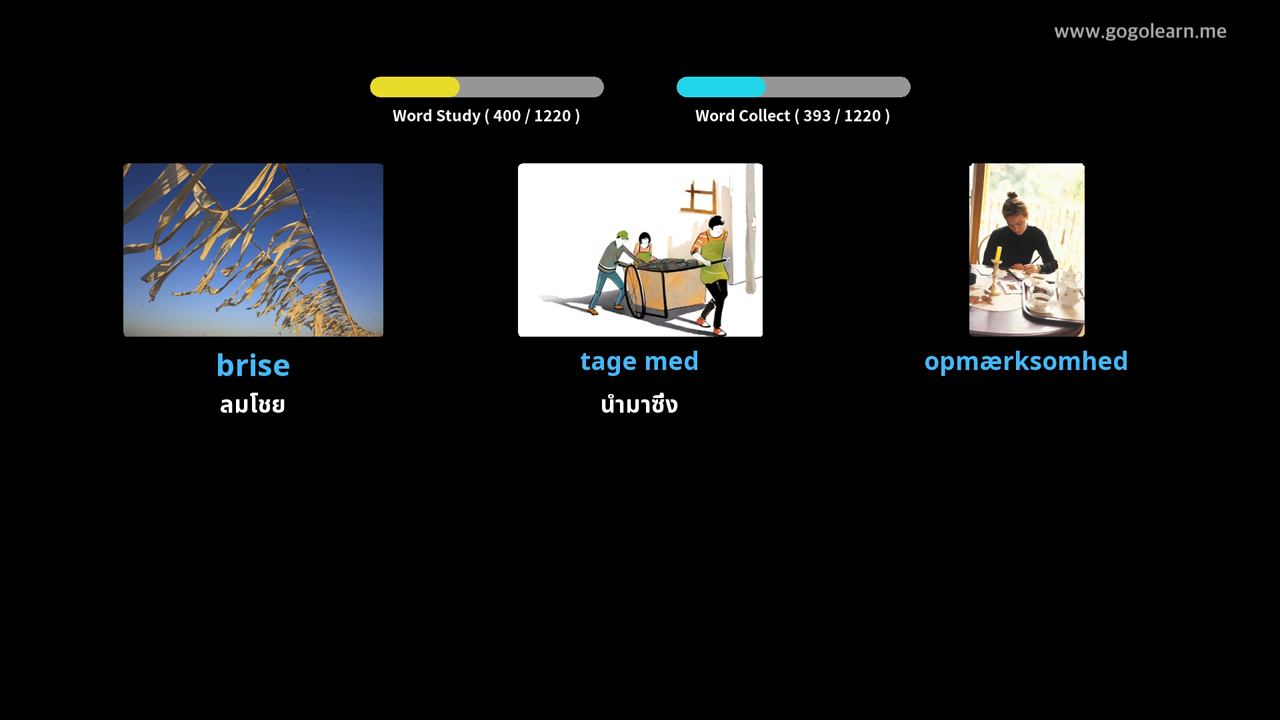 www.gogolearn.me
Word Study ( 400 / 1220 )
Word Collect ( 393 / 1220 )
brise
tage med
opmærksomhed
ลมโชย
นำมาซึ่ง